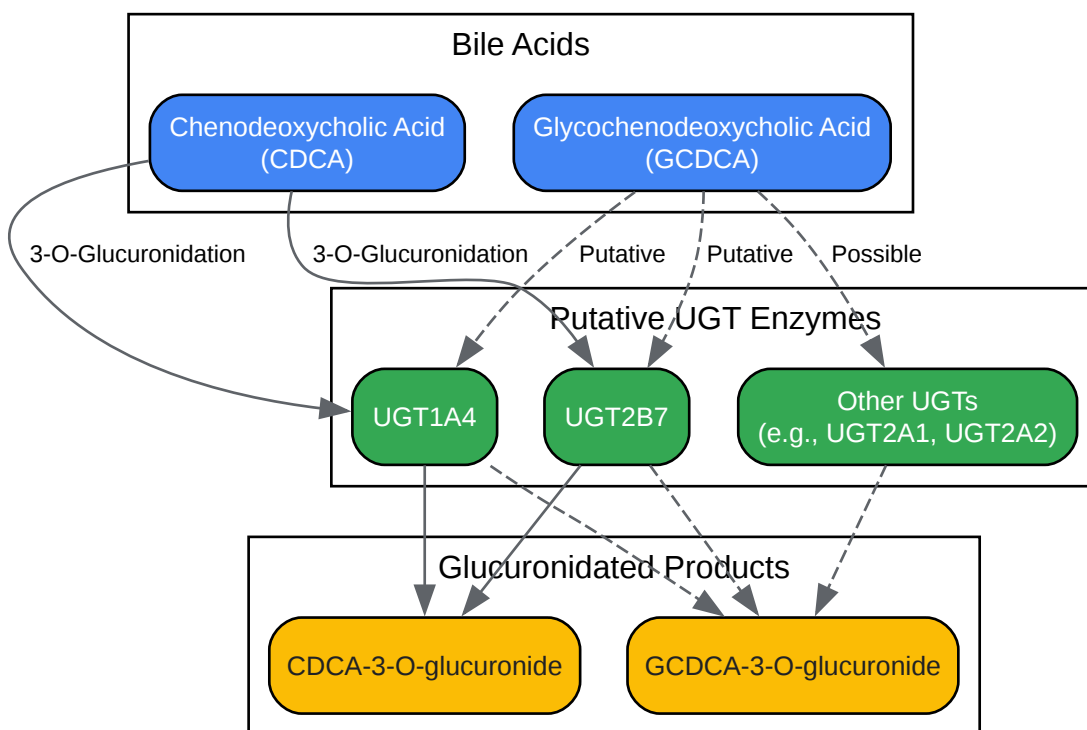 Bile Acids
Chenodeoxycholic Acid
(CDCA)
Glycochenodeoxycholic Acid
(GCDCA)
3-O-Glucuronidation
3-O-Glucuronidation
Putative
Putative
Possible
Putative UGT Enzymes
UGT1A4
UGT2B7
Other UGTs
(e.g., UGT2A1, UGT2A2)
Glucuronidated Products
CDCA-3-O-glucuronide
GCDCA-3-O-glucuronide